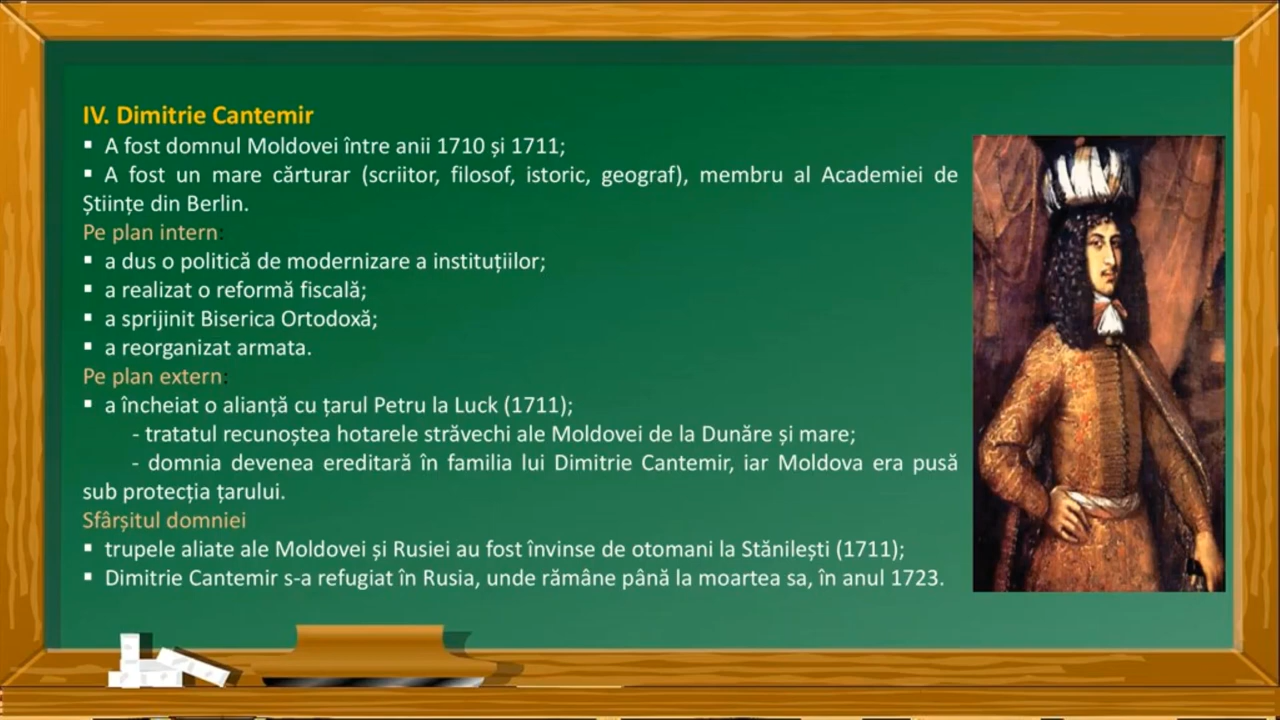 IV. Dimitrie Cantemir
▪ A fost domnul Moldovei între anii 1710 și 1711;
▪ A fost un mare cărturar (scriitor, filosof, istoric, geograf), membru al Academiei de
Științe din Berlin.
Pe plan intern:
▪ a dus o politică de modernizare a instituțiilor;
▪ a realizat o reformă fiscală;
▪ a sprijinit Biserica Ortodoxă;
▪ a reorganizat armata.
Pe plan extern:
▪ a încheiat o alianță cu țarul Petru la Luck (1711);
- tratatul recunoștea hotarele străvechi ale Moldovei de la Dunăre și mare;
- domnia devenea ereditară în familia lui Dimitrie Cantemir, iar Moldova era pusă
sub protecția țarului.
Sfârșitul domniei
▪ trupele aliate ale Moldovei și Rusiei au fost învinse de otomani la Stănilești (1711);
▪ Dimitrie Cantemir s-a refugiat în Rusia, unde rămâne până la moartea sa, în anul 1723.